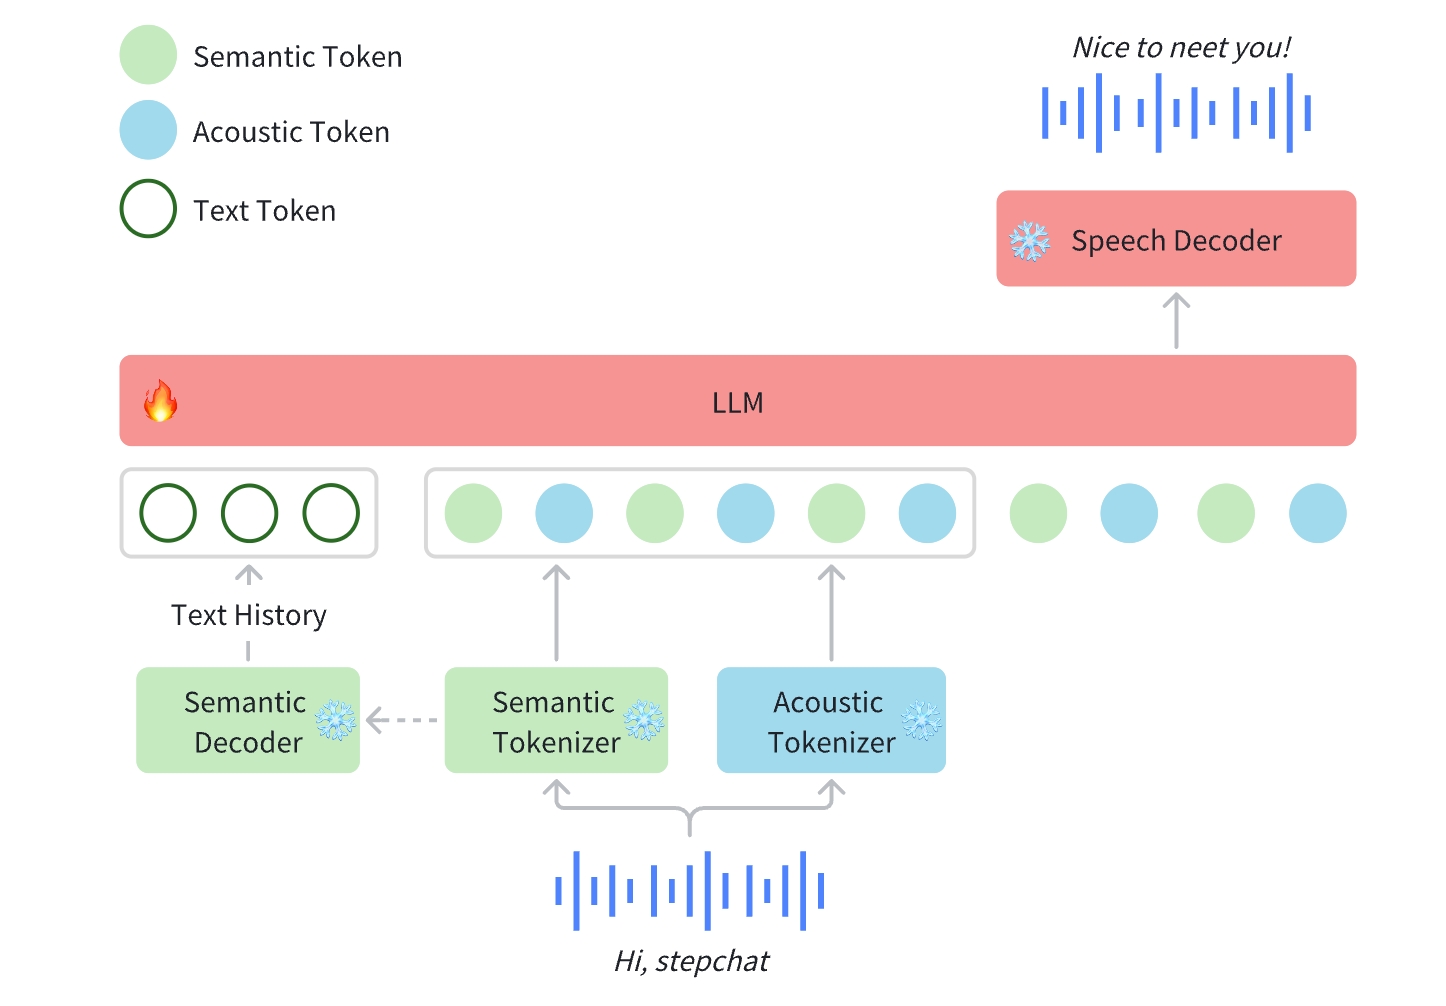 Semantic Token
Acoustic Token
Text Token
Nice to neet you!
Speech Decoder
LLM
Text History
Semantic
Decoder
Semantic
Tokenizer
Acoustic
Tokenizer
Hi, stepchat